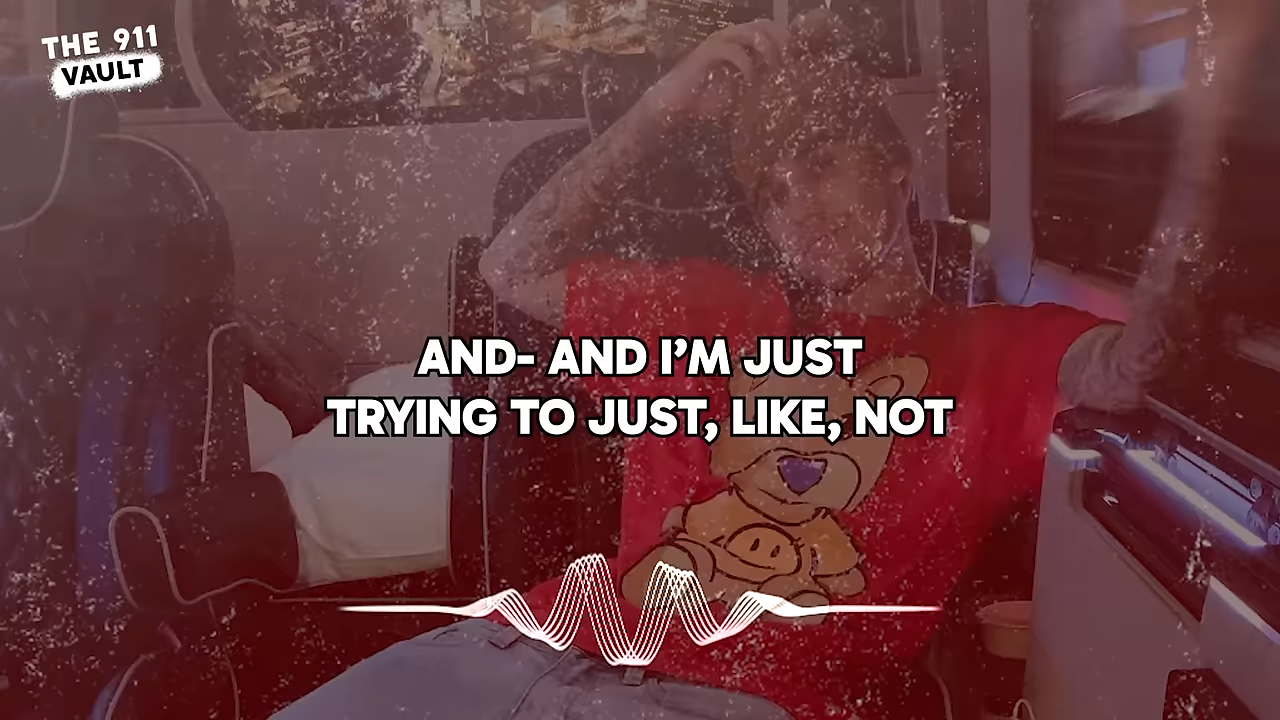 THE 911
VAULT
AND- AND I'M JUST
TRYING TO JUST, LIKE, NOT